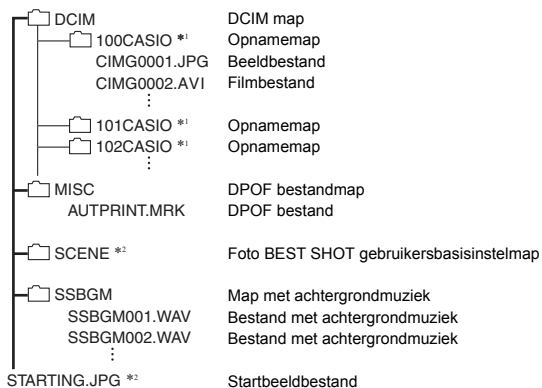 DCIM DCIM map
100CASIO *1 Opnamemap
CIMG0001.JPG Beeldbestand
CIMG0002.AVI Filmbestand
101CASIO *1 Opnamemap
102CASIO *1 Opnamemap
MISC DPOF bestandmap
AUTPRINT.MRK DPOF bestand
SCENE *2 Foto BEST SHOT gebruikersbasisinstelmap
SSBGM Map met achtergrondmuziek
SSBGM001.WAV Bestand met achtergrondmuziek
SSBGM002.WAV Bestand met achtergrondmuziek
STARTING.JPG *2 Startbeeldbestand